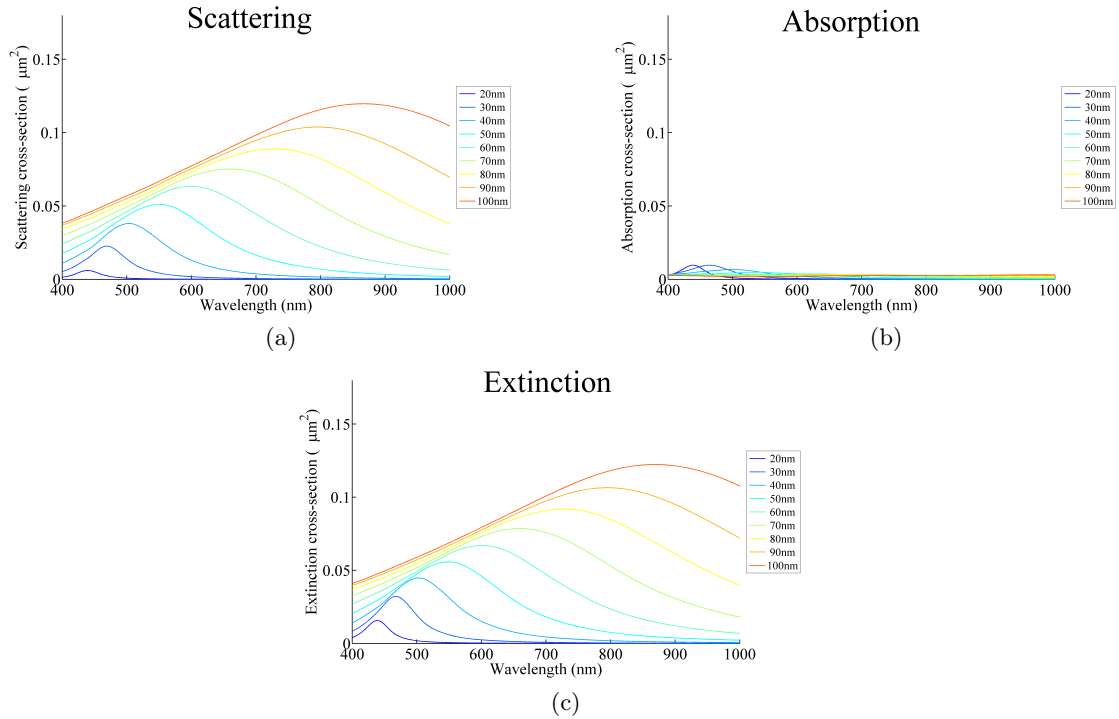 Scattering
Scattering cross-section ( μm²)
0.15
0.1
0.05
0
400 500 600 700 800 900 1000
Wavelength (nm)
20nm
30nm
40nm
50nm
60nm
70nm
80nm
90nm
100nm
(a)
Absorption
Absorption cross-section ( μm²)
0.15
0.1
0.05
0
400 500 600 700 800 900 1000
Wavelength (nm)
20nm
30nm
40nm
50nm
60nm
70nm
80nm
90nm
100nm
(b)
Extinction
Extinction cross-section ( μm²)
0.15
0.1
0.05
0
400 500 600 700 800 900 1000
Wavelength (nm)
20nm
30nm
40nm
50nm
60nm
70nm
80nm
90nm
100nm
(c)